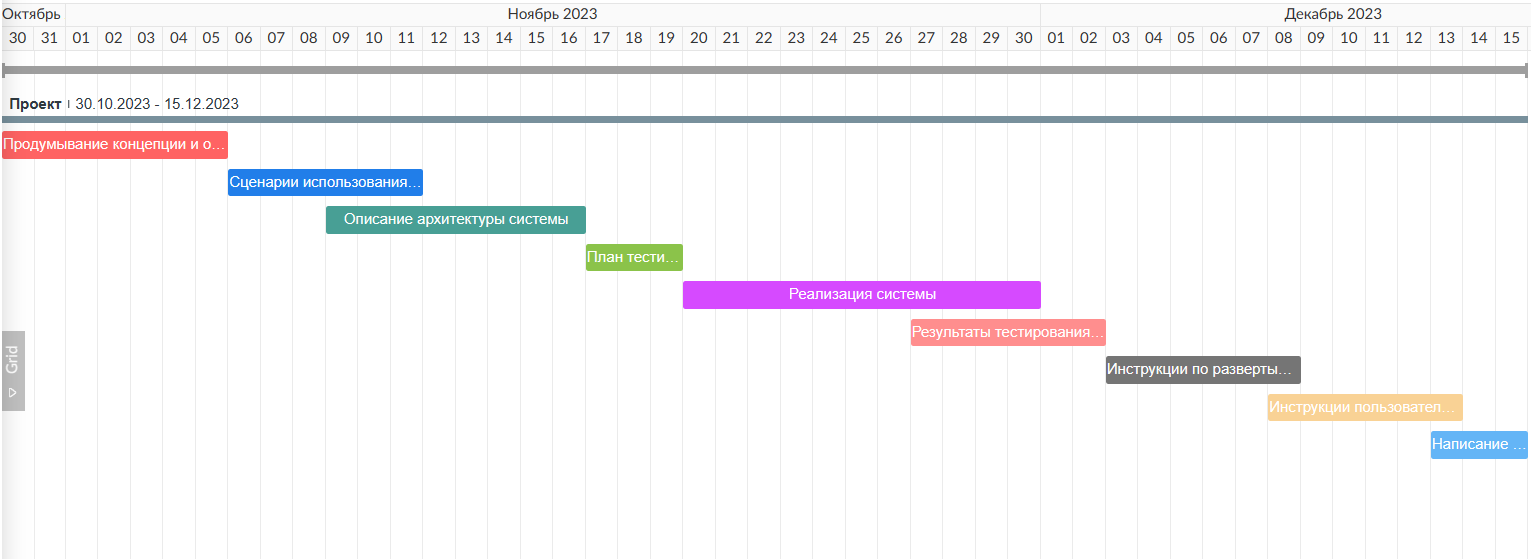 Октябрь Ноябрь 2023 Декабрь 2023
30 31 01 02 03 04 05 06 07 08 09 10 11 12 13 14 15 16 17 18 19 20 21 22 23 24 25 26 27 28 29 30 01 02 03 04 05 06 07 08 09 10 11 12 13 14 15
Проект 30.10.2023 - 15.12.2023
Продумывание концепции и о...
Сценарии использования...
Описание архитектуры системы
План тести...
Реализация системы
Результаты тестирования...
Grid
Инструкции по разверты...
Инструкции пользовател...
Написание ...